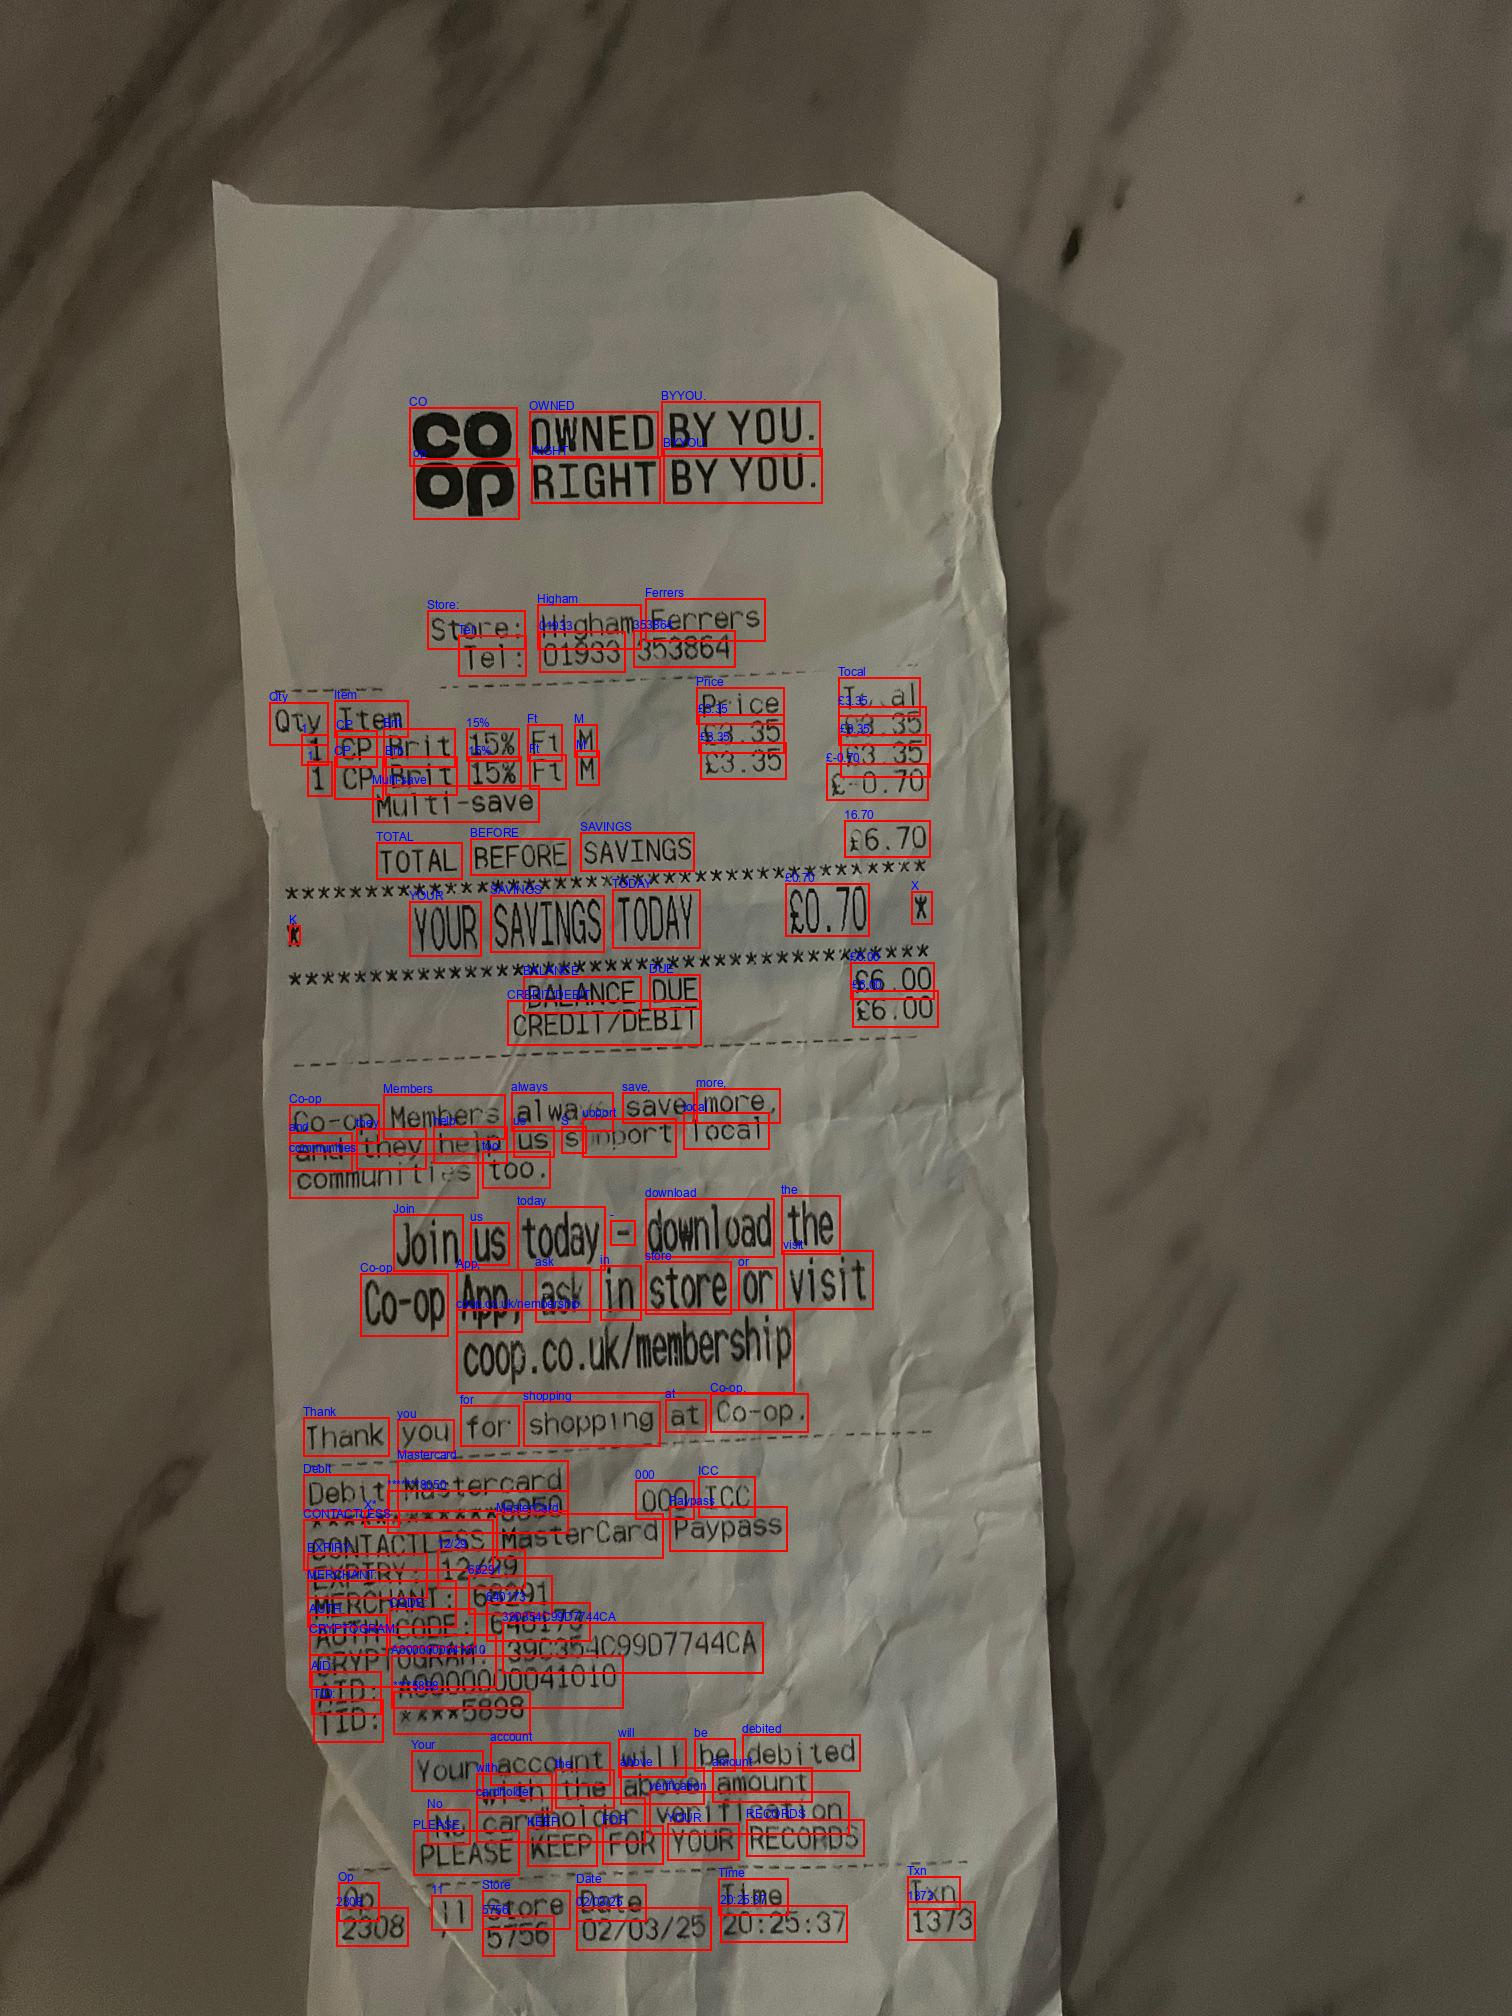 co OWNED BY YOU.
op RIGHT BY YOU.
Store: Higham Ferrers
Tel: 01933 353864
Qty Item Price Total
1 CP Brit 15% Ft M £3.35 £3.35
1 CP Brit 15% Ft M £3.35 £3.35
Multi-save £-0.70
TOTAL BEFORE SAVINGS £6.70
* YOUR SAVINGS TODAY £0.70 *
BALANCE DUE £6.00
CREDIT/DEBIT £6.00
Co-op Members always save more,
and they help us support local
communities too.
Join us today - download the
Co-op App, ask in store or visit
coop.co.uk/membership
Thank you for shopping at Co-op.
Debit Mastercard 000 ICC
************8050
CONTACTLESS MasterCard Paypass
EXPIRY: 12/29
MERCHANT: 68291
AUTH CODE: 640173
CRYPTOGRAM: 390354C99D7744CA
AID: A0000000041010
TID: ****5898
Your account will be debited
with the above amount
No cardholder verification
PLEASE KEEP FOR YOUR RECORDS
Op Store Date Time Txn
2308 5756 02/03/25 20:25:37 1373